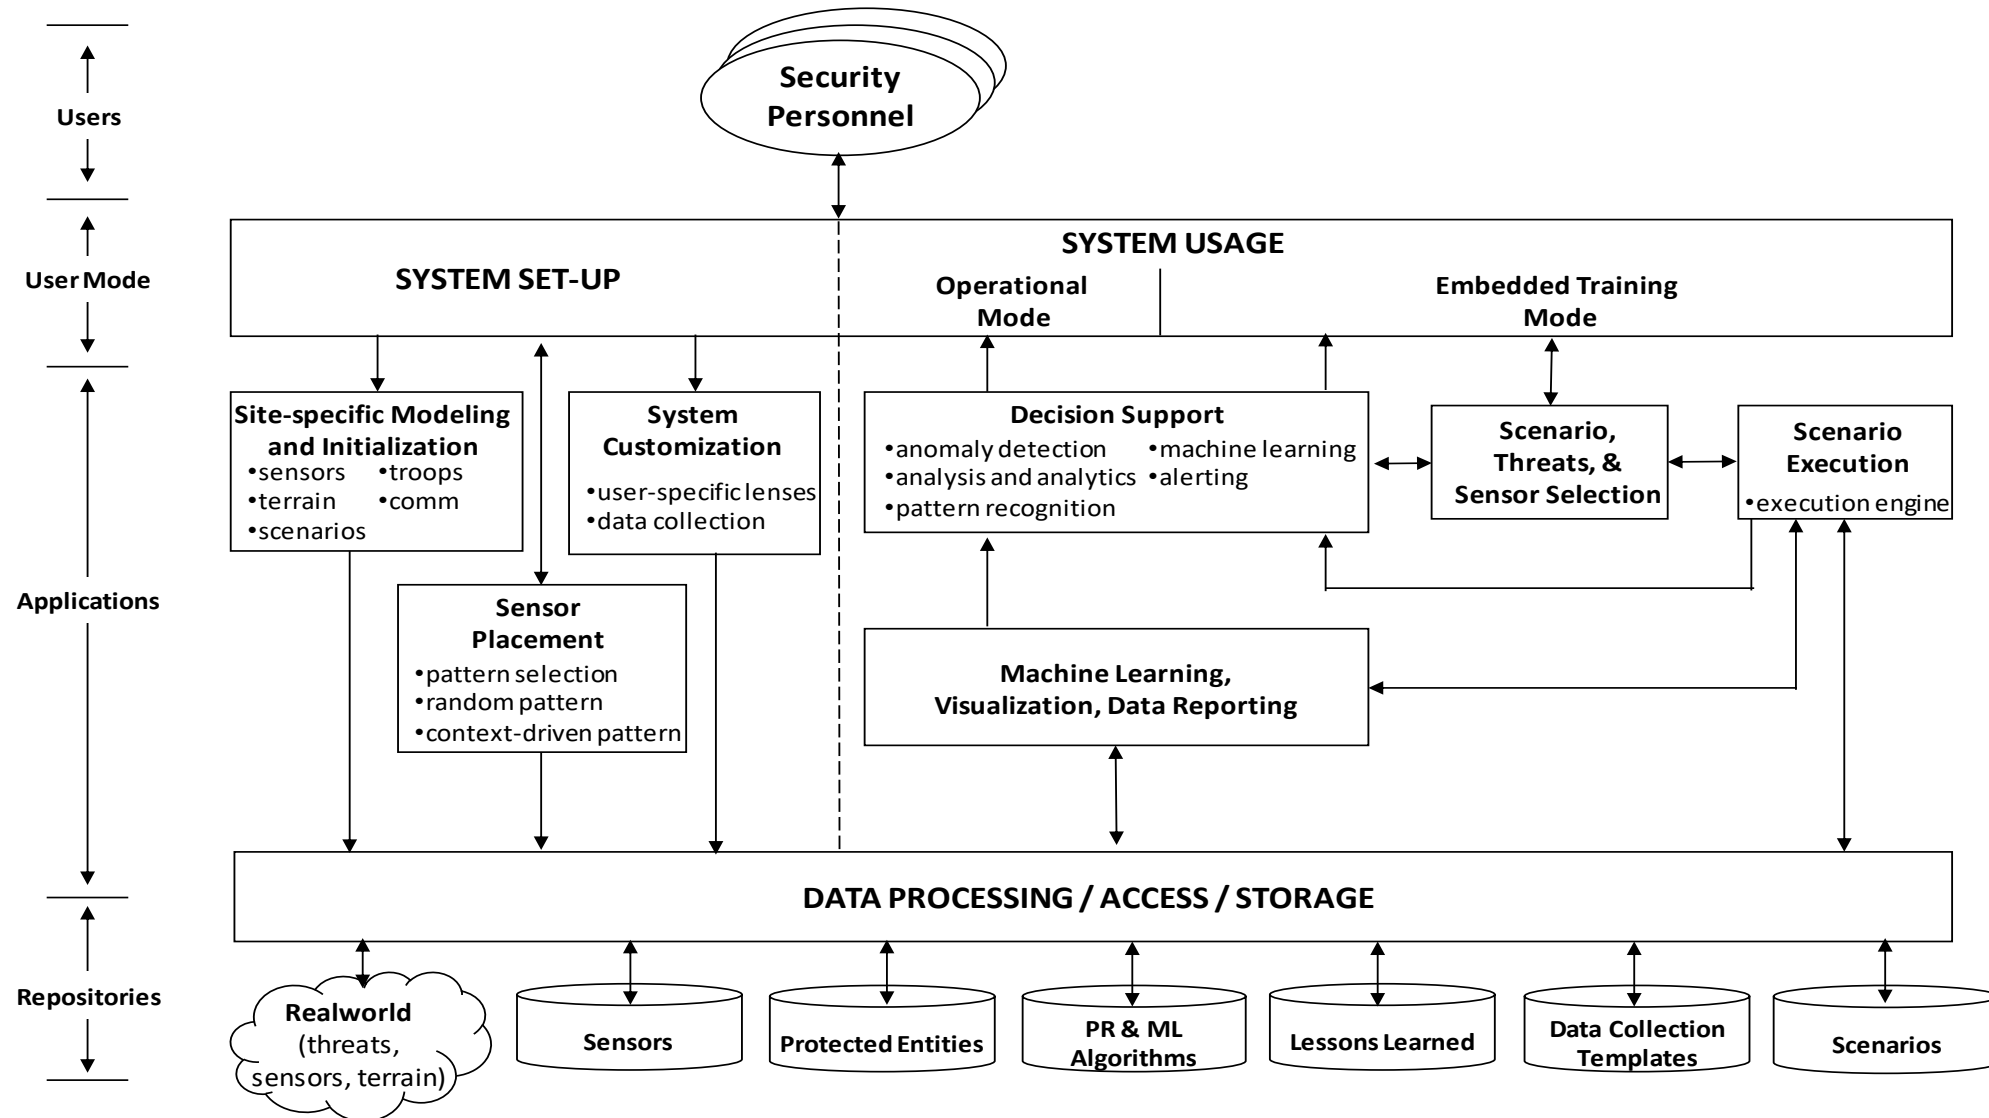 Security
Personnel
Users
User Mode
SYSTEM SET-UP
SYSTEM USAGE
Operational
Mode
Embedded Training
Mode
Applications
Site-specific Modeling
and Initialization
•sensors •troops
•terrain •comm
•scenarios
System
Customization
•user-specific lenses
•data collection
Sensor
Placement
•pattern selection
•random pattern
•context-driven pattern
Decision Support
•anomaly detection •machine learning
•analysis and analytics •alerting
•pattern recognition
Scenario,
Threats, &
Sensor Selection
Scenario
Execution
•execution engine
Machine Learning,
Visualization, Data Reporting
DATA PROCESSING / ACCESS / STORAGE
Repositories
Realworld
(threats,
sensors, terrain)
Sensors
Protected Entities
PR & ML
Algorithms
Lessons Learned
Data Collection
Templates
Scenarios